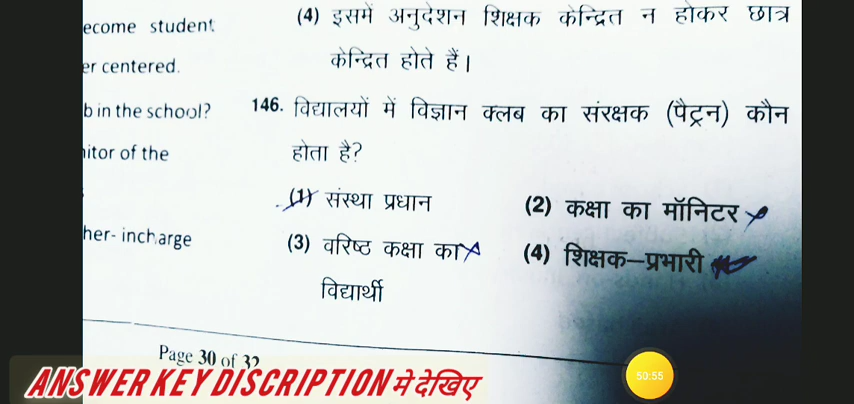 ecome student
er centered.
b in the school?
nitor of the
her- incharge
(4) इसमें अनुदेशन शिक्षक केन्द्रित न होकर छात्र
केन्द्रित होते हैं।
146. विद्यालयों में विज्ञान क्लब का संरक्षक (पैट्रन) कौन
होता है?
(1) संस्था प्रधान
(2) कक्षा का मॉनिटर
(3) वरिष्ठ कक्षा का
विद्यार्थी
(4) शिक्षक–प्रभारी
Page 30 of 32
ANSWER KEY DISCRIPTION मे देखिए
50:55